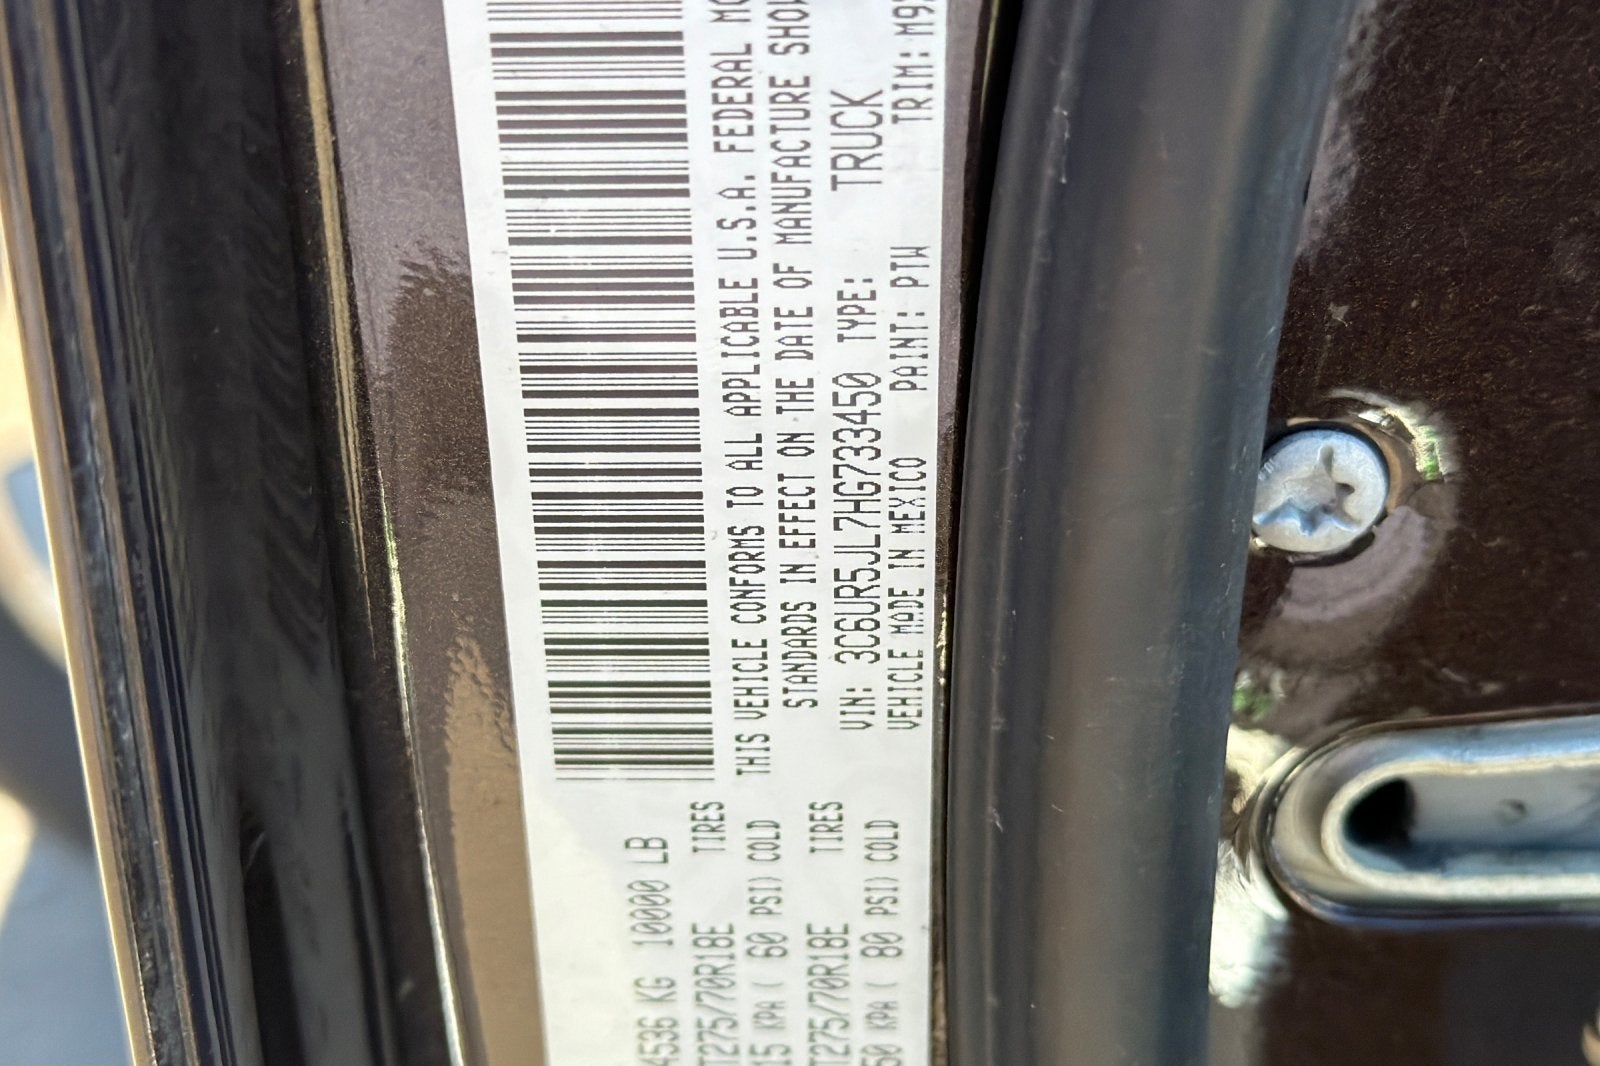 4536 KG 10000 LB
T275/70R18E TIRES
15 KPA ( 60 PSI) COLD
T275/70R18E TIRES
50 KPA ( 80 PSI) COLD
THIS VEHICLE CONFORMS TO ALL APPLICABLE U.S.A. FEDERAL MO
STANDARDS IN EFFECT ON THE DATE OF MANUFACTURE SHOW
VIN: 3C6UR5JL7HG733450 TYPE: TRUCK
VEHICLE MADE IN MEXICO PAINT: PTW TRIM: M9